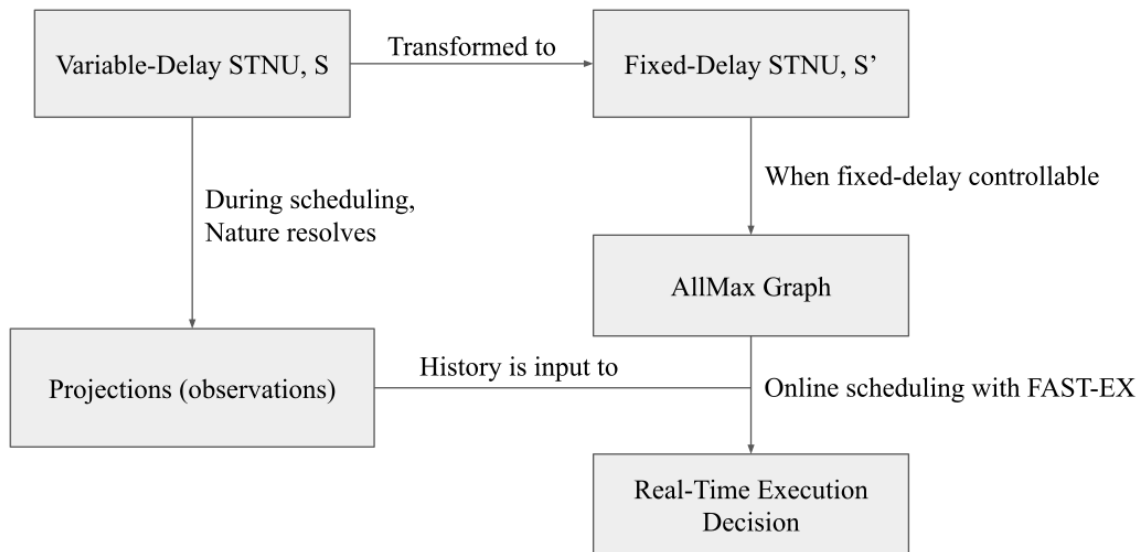 Variable-Delay STNU, S
Transformed to
Fixed-Delay STNU, S’
During scheduling,
Nature resolves
When fixed-delay controllable
AllMax Graph
Projections (observations)
History is input to
Online scheduling with FAST-EX
Real-Time Execution
Decision